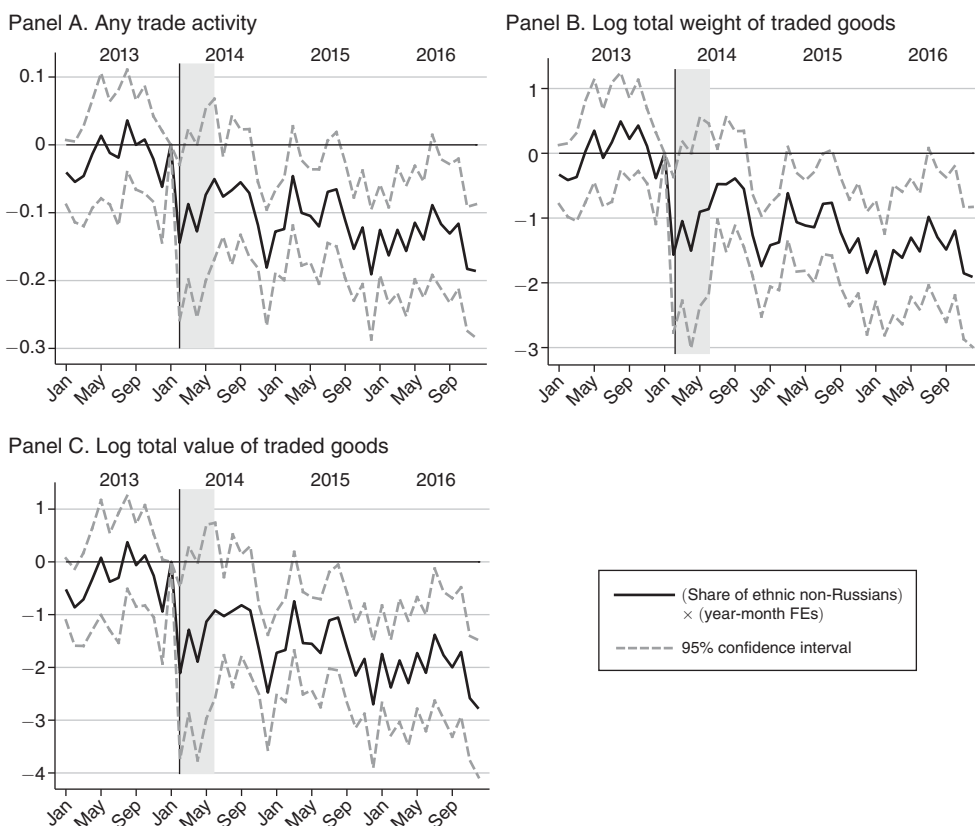 Panel A. Any trade activity
2013 2014 2015 2016
0.1
0
−0.1
−0.2
−0.3
Jan May Sep Jan May Sep Jan May Sep Jan May Sep
Panel B. Log total weight of traded goods
2013 2014 2015 2016
1
0
−1
−2
−3
Jan May Sep Jan May Sep Jan May Sep Jan May Sep
Panel C. Log total value of traded goods
2013 2014 2015 2016
1
0
−1
−2
−3
−4
Jan May Sep Jan May Sep Jan May Sep Jan May Sep
(Share of ethnic non-Russians)
× (year-month FEs)
95% confidence interval